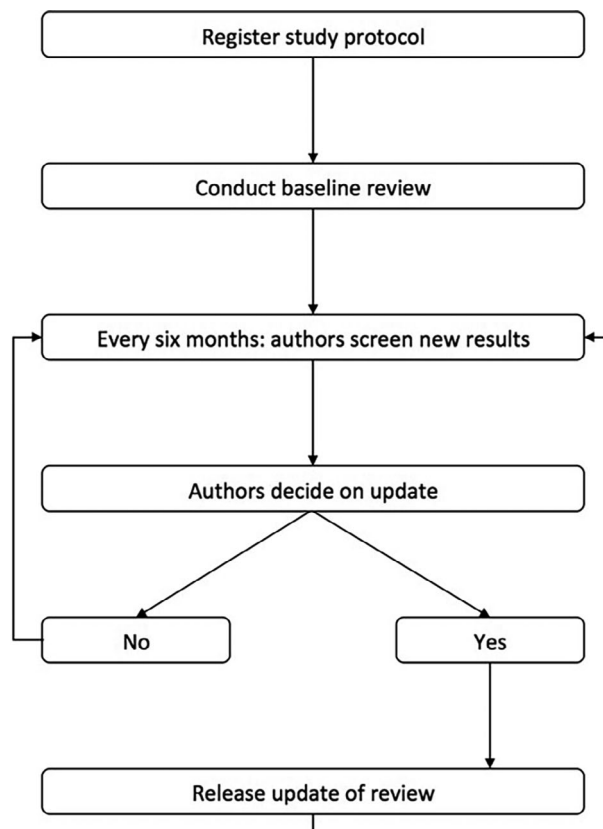 Register study protocol
Conduct baseline review
Every six months: authors screen new results
Authors decide on update
No
Yes
Release update of review